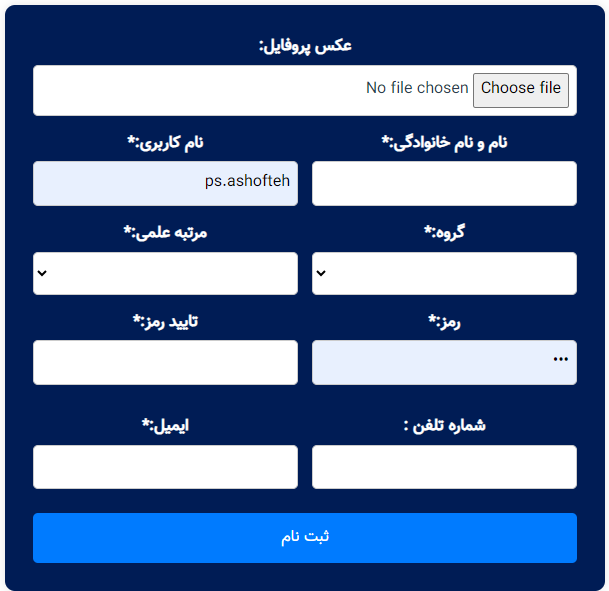 عکس پروفایل:
Choose file No file chosen
نام و نام خانوادگی:* نام کاربری:*
ps.ashofteh
گروه:* مرتبه علمی:*
رمز:* تایید رمز:*
•••
شماره تلفن : ایمیل:*
ثبت نام